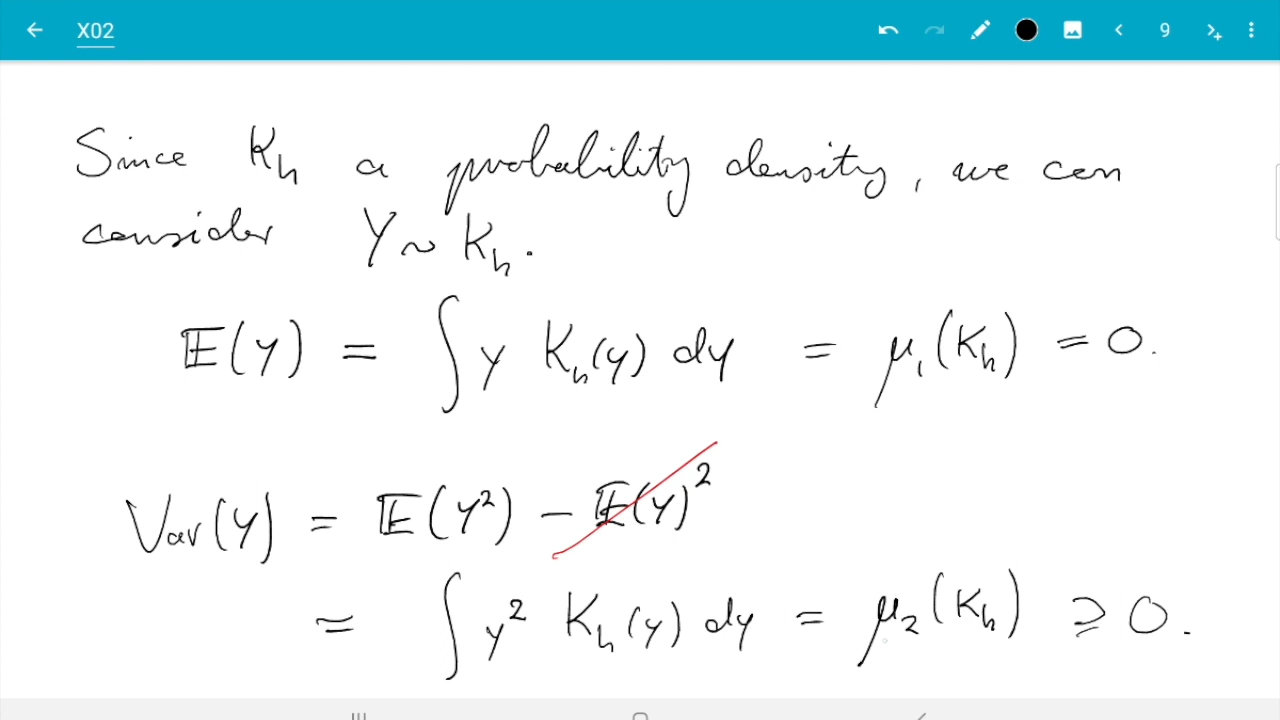 X02
9
Since K_h a probability density, we can
consider Y ~ K_h.
𝔼(Y) = ∫ y K_h(y) dy = μ_1(K_h) = 0.
Var(Y) = 𝔼(Y²) − 𝔼(Y)²
= ∫ y² K_h(y) dy = μ_2(K_h) ⩾ 0.